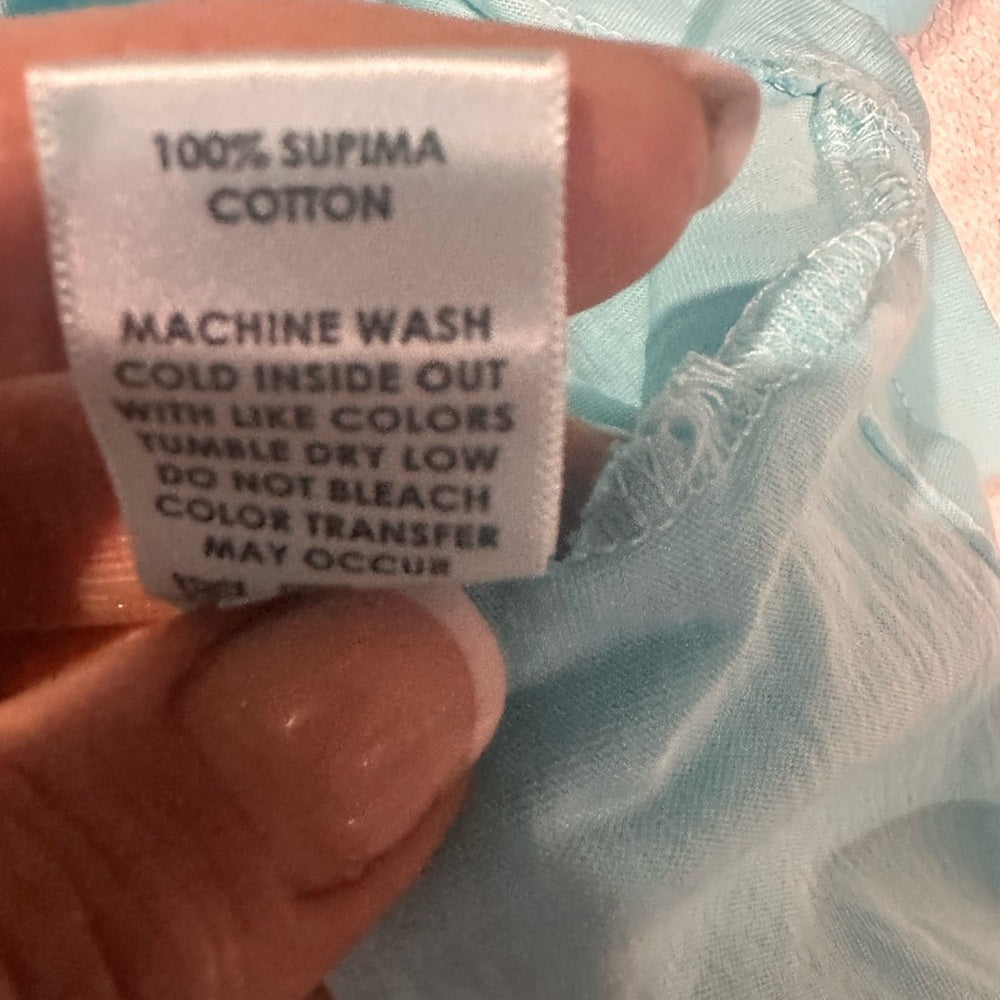 100% SUPIMA
COTTON
MACHINE WASH
COLD INSIDE OUT
WITH LIKE COLORS
TUMBLE DRY LOW
DO NOT BLEACH
COLOR TRANSFER
MAY OCCUR